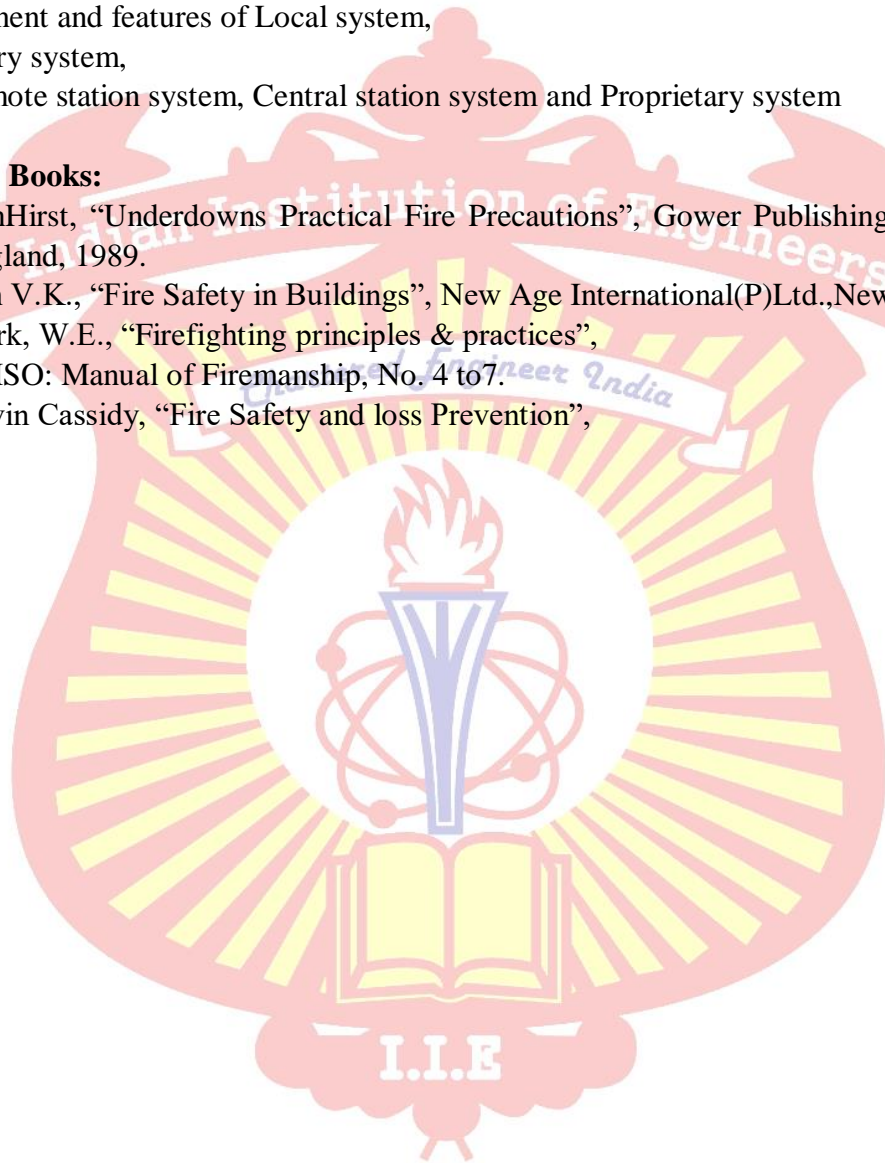 ment and features of Local system,
ry system,
note station system, Central station system and Proprietary system
Books:
nHirst, “Underdowns Practical Fire Precautions”, Gower Publishing
gland, 1989.
n V.K., “Fire Safety in Buildings”, New Age International(P)Ltd.,New
rk, W.E., “Firefighting principles & practices”,
ISO: Manual of Firemanship, No. 4 to7.
vin Cassidy, “Fire Safety and loss Prevention”,
Indian Institution of Engineers
Chartered Engineer India
I.I.E